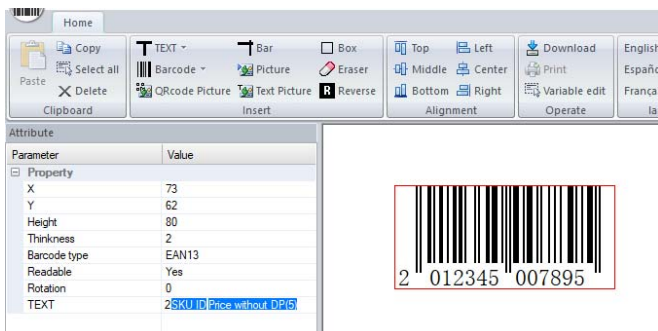 Home
Paste
Copy
Select all
Delete
Clipboard
TEXT
Bar
Box
Barcode
Picture
Eraser
QRcode Picture
Text Picture
R Reverse
Insert
Top
Left
Middle
Center
Bottom
Right
Alignment
Download
Print
Variable edit
Operate
English
Españo
França
la
Attribute
Parameter Value
Property
X 73
Y 62
Height 80
Thinkness 2
Barcode type EAN13
Readable Yes
Rotation 0
TEXT 2SKU ID|Price without DP(5)
2 012345 007895